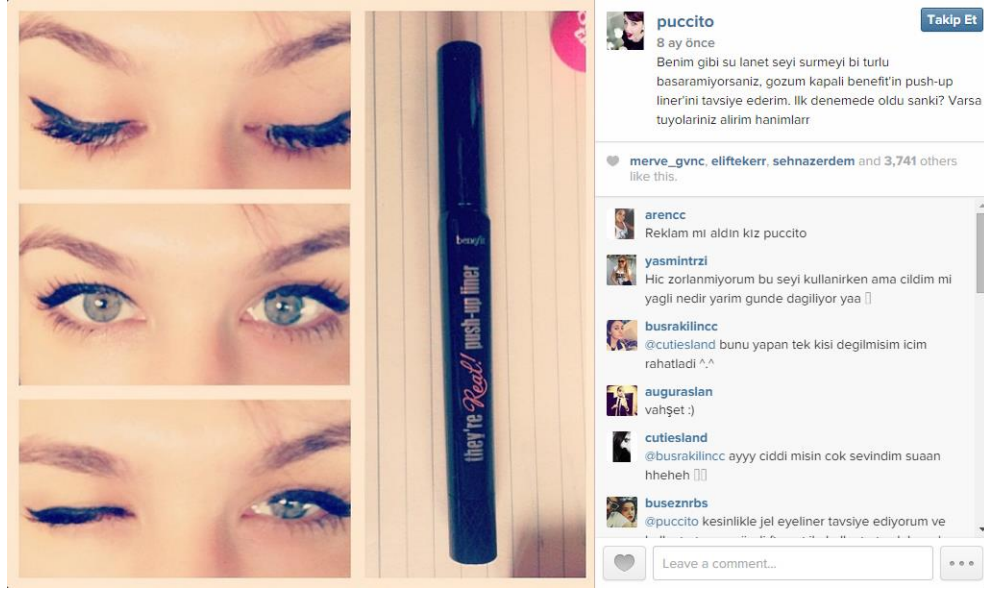 benefit
they're Real! push-up liner
puccito
Takip Et
8 ay önce
Benim gibi su lanet seyi surmeyi bi turlu
basaramiyorsaniz, gozum kapali benefit'in push-up
liner'ini tavsiye ederim. Ilk denemede oldu sanki? Varsa
tuyolariniz alirim hanimlarr
merve_gvnc, eliftekerr, sehnazerdem and 3,741 others
like this.
arencc
Reklam mı aldın kız puccito
yasmintrzi
Hic zorlanmiyorum bu seyi kullanirken ama cildim mi
yagli nedir yarim gunde dagiliyor yaa
busrakilincc
@cutiesland bunu yapan tek kisi degilmisim icim
rahatladi ^.^
auguraslan
vahşet :)
cutiesland
@busrakilincc ayyy ciddi misin cok sevindim suaan
hheheh
buseznrbs
@puccito kesinlikle jel eyeliner tavsiye ediyorum ve
Leave a comment...